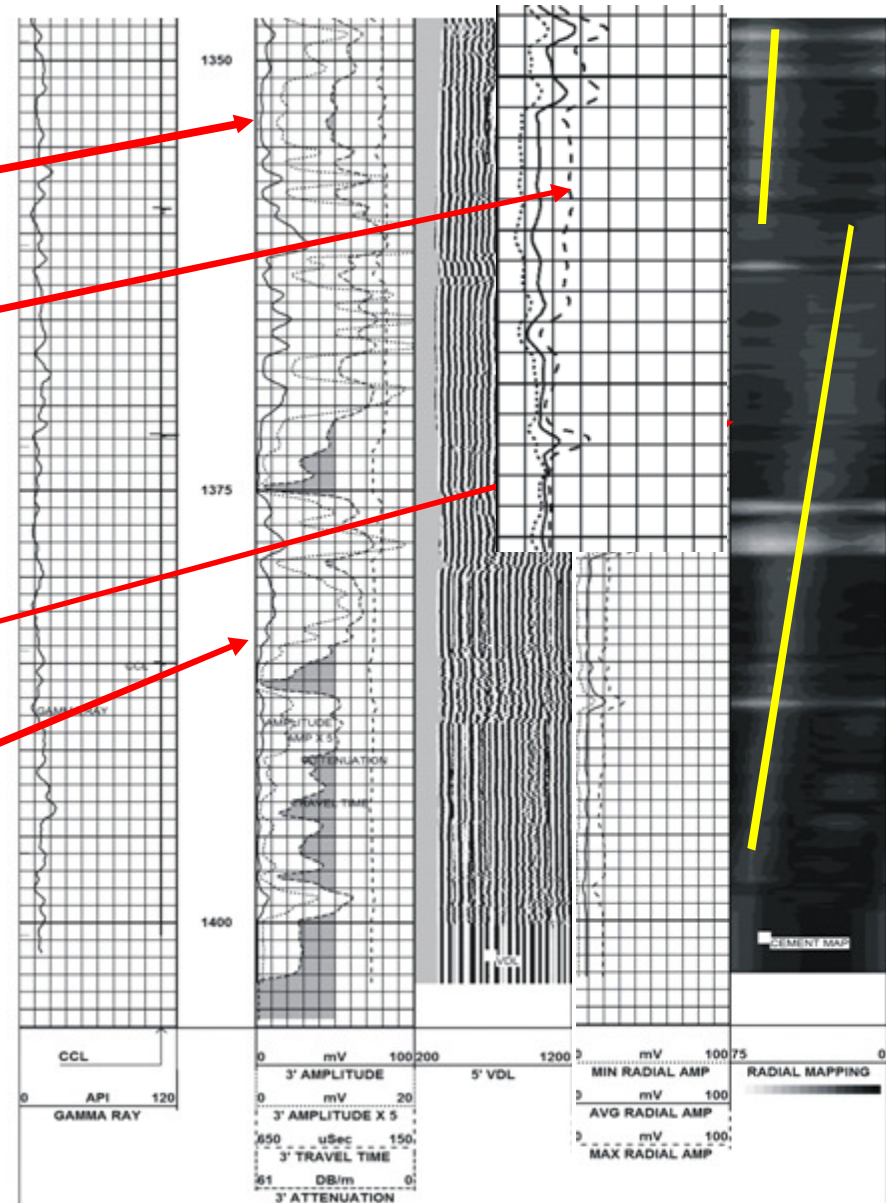 1350
1375
CCL
GAMMA RAY
AMPLITUDE
AMP X 5
ATTENUATION
TRAVEL TIME
1400
VDL
CEMENT MAP
CCL
0 API 120
GAMMA RAY
0 mV 100
3' AMPLITUDE
0 mV 20
3' AMPLITUDE X 5
650 uSec 150
3' TRAVEL TIME
61 DB/m 0
3' ATTENUATION
200 1200
5' VDL
0 mV 100
MIN RADIAL AMP
0 mV 100
AVG RADIAL AMP
0 mV 100
MAX RADIAL AMP
75 0
RADIAL MAPPING